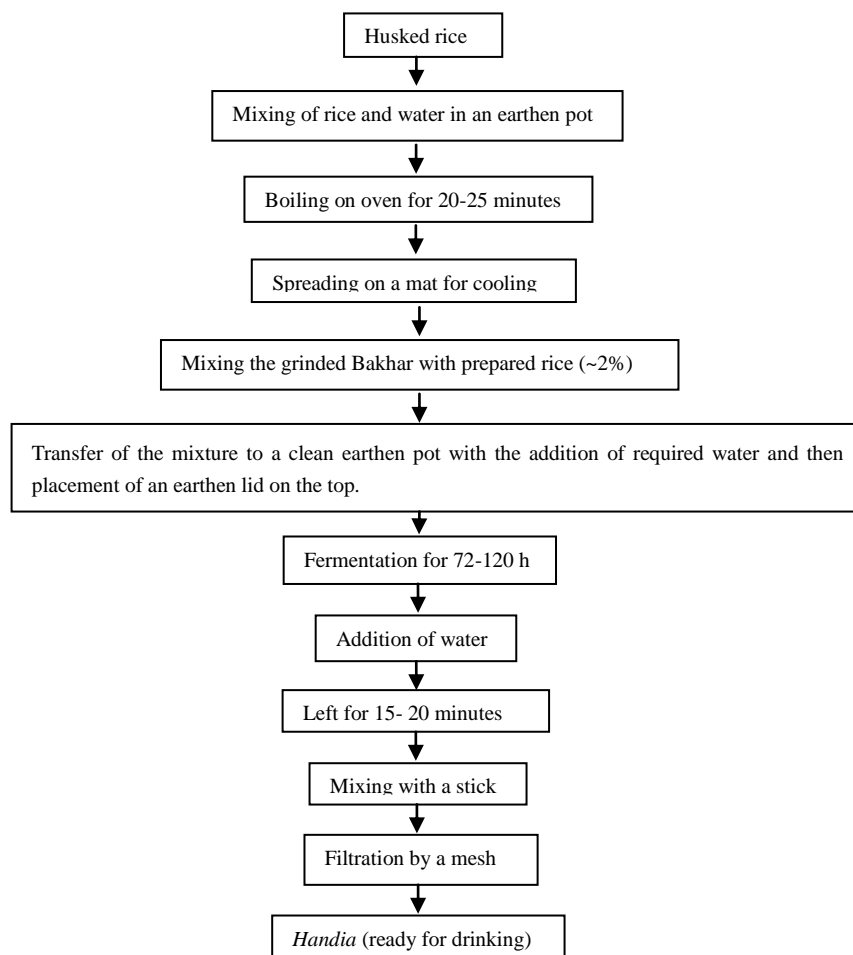 Husked rice
Mixing of rice and water in an earthen pot
Boiling on oven for 20-25 minutes
Spreading on a mat for cooling
Mixing the grinded Bakhar with prepared rice (~2%)
Transfer of the mixture to a clean earthen pot with the addition of required water and then
placement of an earthen lid on the top.
Fermentation for 72-120 h
Addition of water
Left for 15- 20 minutes
Mixing with a stick
Filtration by a mesh
Handia (ready for drinking)